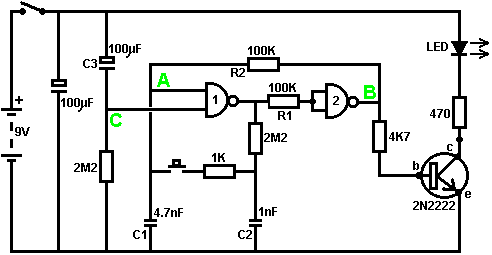 100µF
C3
100K
R2
LED
A
100K
B
+
1
2
100µF
C
R1
470
9V
4K7
2M2
c
2M2
1K
b
2N2222
e
4.7nF
1nF
C1
C2